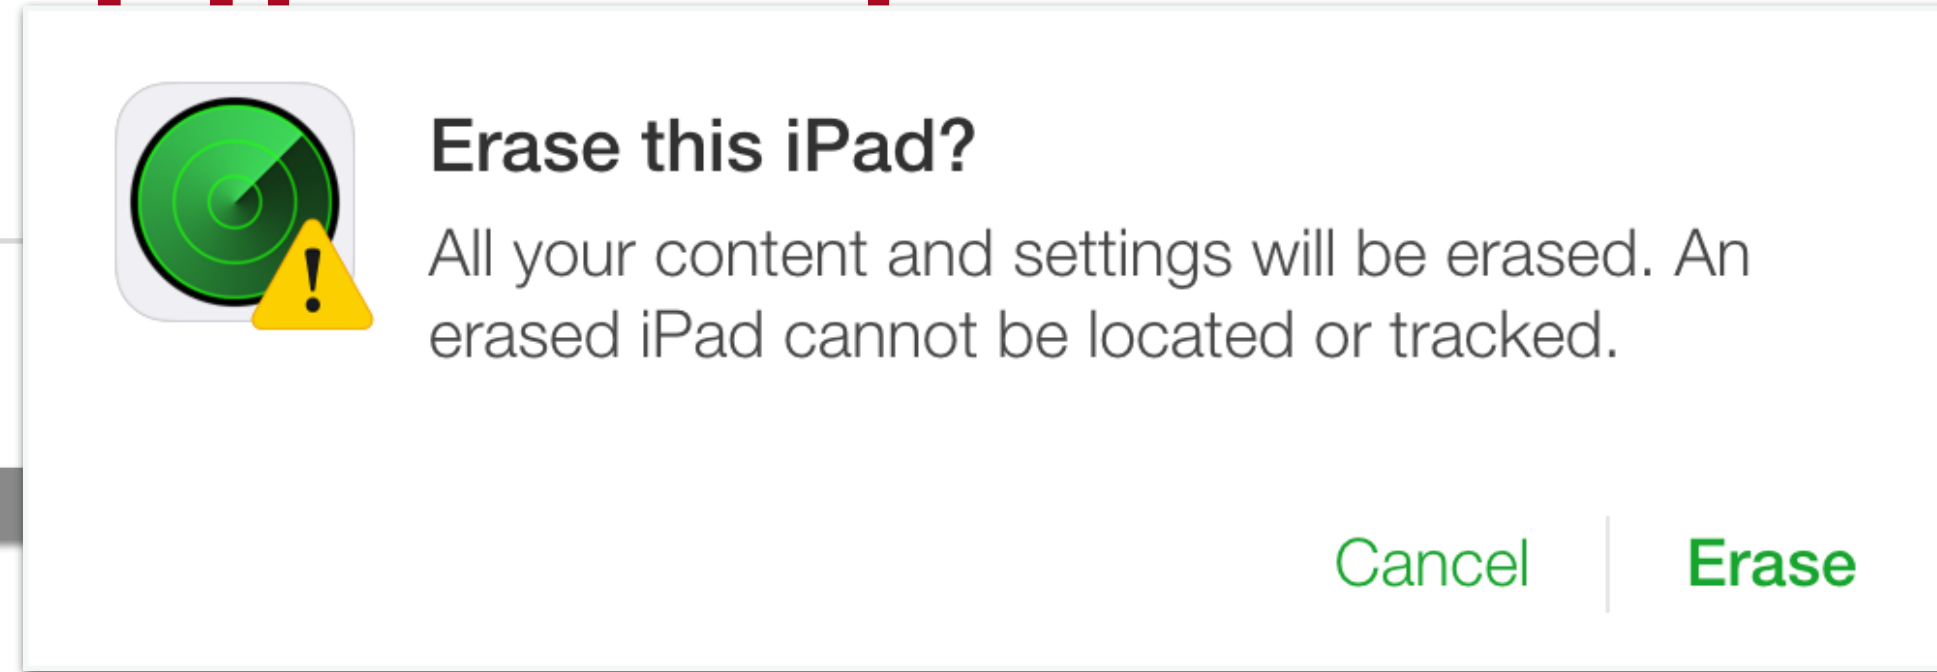 Erase this iPad?
All your content and settings will be erased. An
erased iPad cannot be located or tracked.
Cancel
Erase